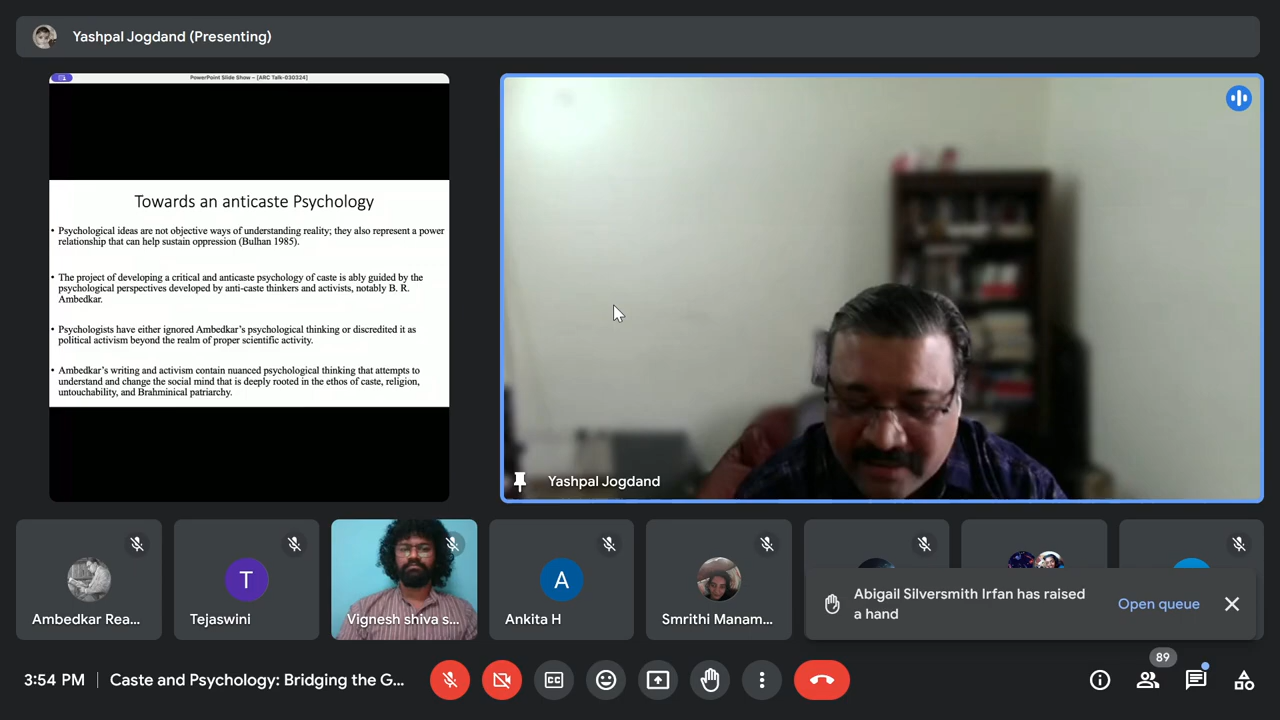 Yashpal Jogdand (Presenting)
PowerPoint Slide Show – [ARC Talk-030324]
Towards an anticaste Psychology
• Psychological ideas are not objective ways of understanding reality; they also represent a power
relationship that can help sustain oppression (Bulhan 1985).
• The project of developing a critical and anticaste psychology of caste is ably guided by the
psychological perspectives developed by anti-caste thinkers and activists, notably B. R.
Ambedkar.
• Psychologists have either ignored Ambedkar's psychological thinking or discredited it as
political activism beyond the realm of proper scientific activity.
• Ambedkar's writing and activism contain nuanced psychological thinking that attempts to
understand and change the social mind that is deeply rooted in the ethos of caste, religion,
untouchability, and Brahminical patriarchy.
Yashpal Jogdand
Ambedkar Rea...
T
Tejaswini
Vignesh shiva s...
A
Ankita H
Smrithi Manam...
Abigail Silversmith Irfan has raised
a hand
Open queue
3:54 PM | Caste and Psychology: Bridging the G...
89